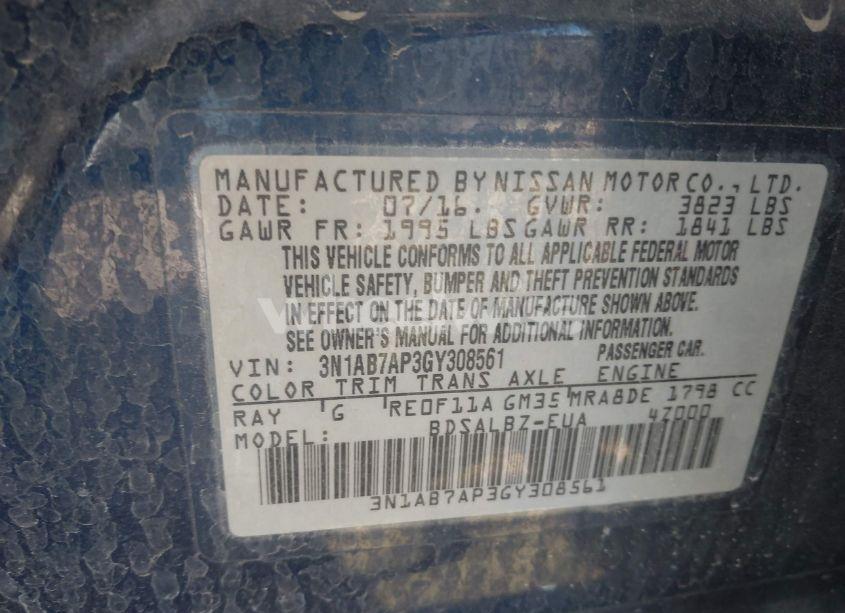 MANUFACTURED BY NISSAN MOTOR CO., LTD.
DATE: 07/16. GVWR: 3823 LBS
GAWR FR: 1995 LBS GAWR RR: 1841 LBS
THIS VEHICLE CONFORMS TO ALL APPLICABLE FEDERAL MOTOR
VEHICLE SAFETY, BUMPER AND THEFT PREVENTION STANDARDS
IN EFFECT ON THE DATE OF MANUFACTURE SHOWN ABOVE.
SEE OWNER'S MANUAL FOR ADDITIONAL INFORMATION.
VIN: 3N1AB7AP3GY308561 PASSENGER CAR.
COLOR TRIM TRANS AXLE ENGINE
RAY G RE0F11A GM35 MRA8DE 1798 CC
MODEL: BDSALBZ-EUA 4Z000
3N1AB7AP3GY308561